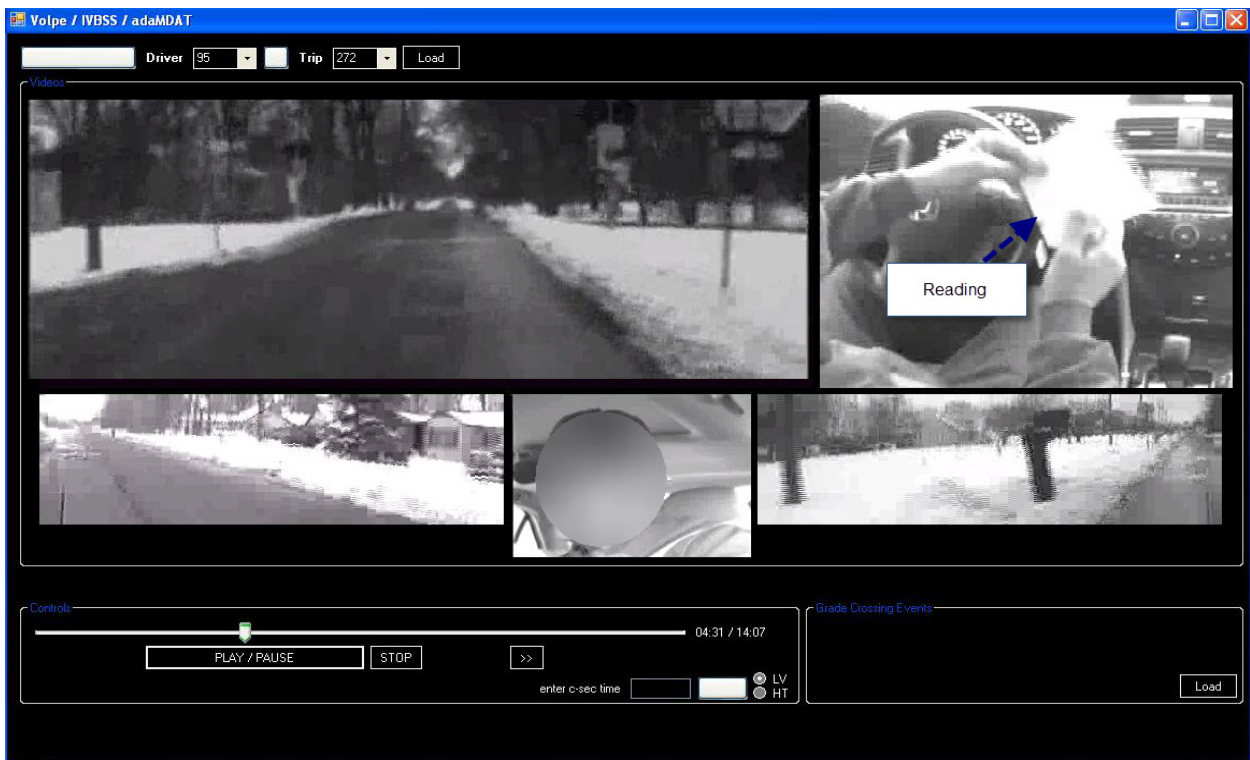 Volpe / IVBSS / adaMDAT
Driver 95 Trip 272 Load
Videos
Reading
Controls
04:31 / 14:07
PLAY / PAUSE STOP >>
enter c-sec time LV
HT
Grade Crossing Events
Load